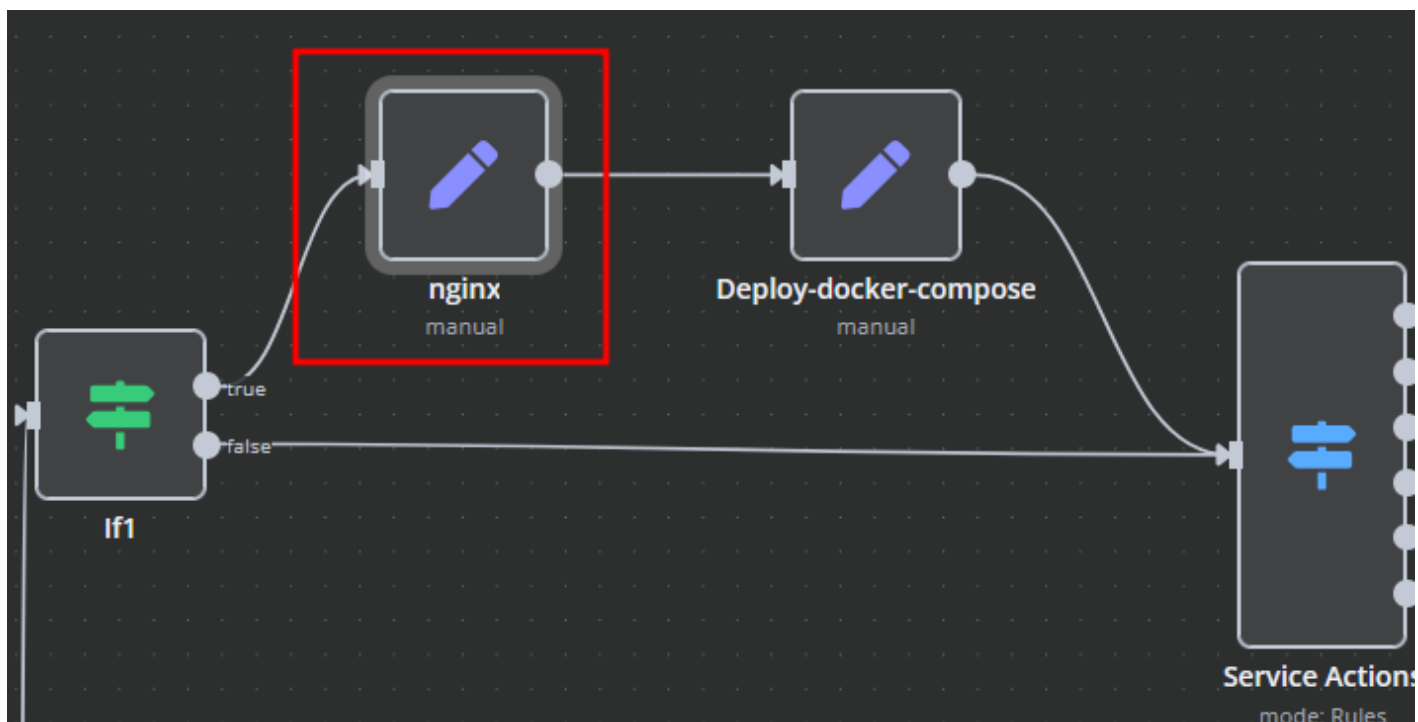 nginx
manual
Deploy-docker-compose
manual
true
false
If1
Service Actions
mode: Rules